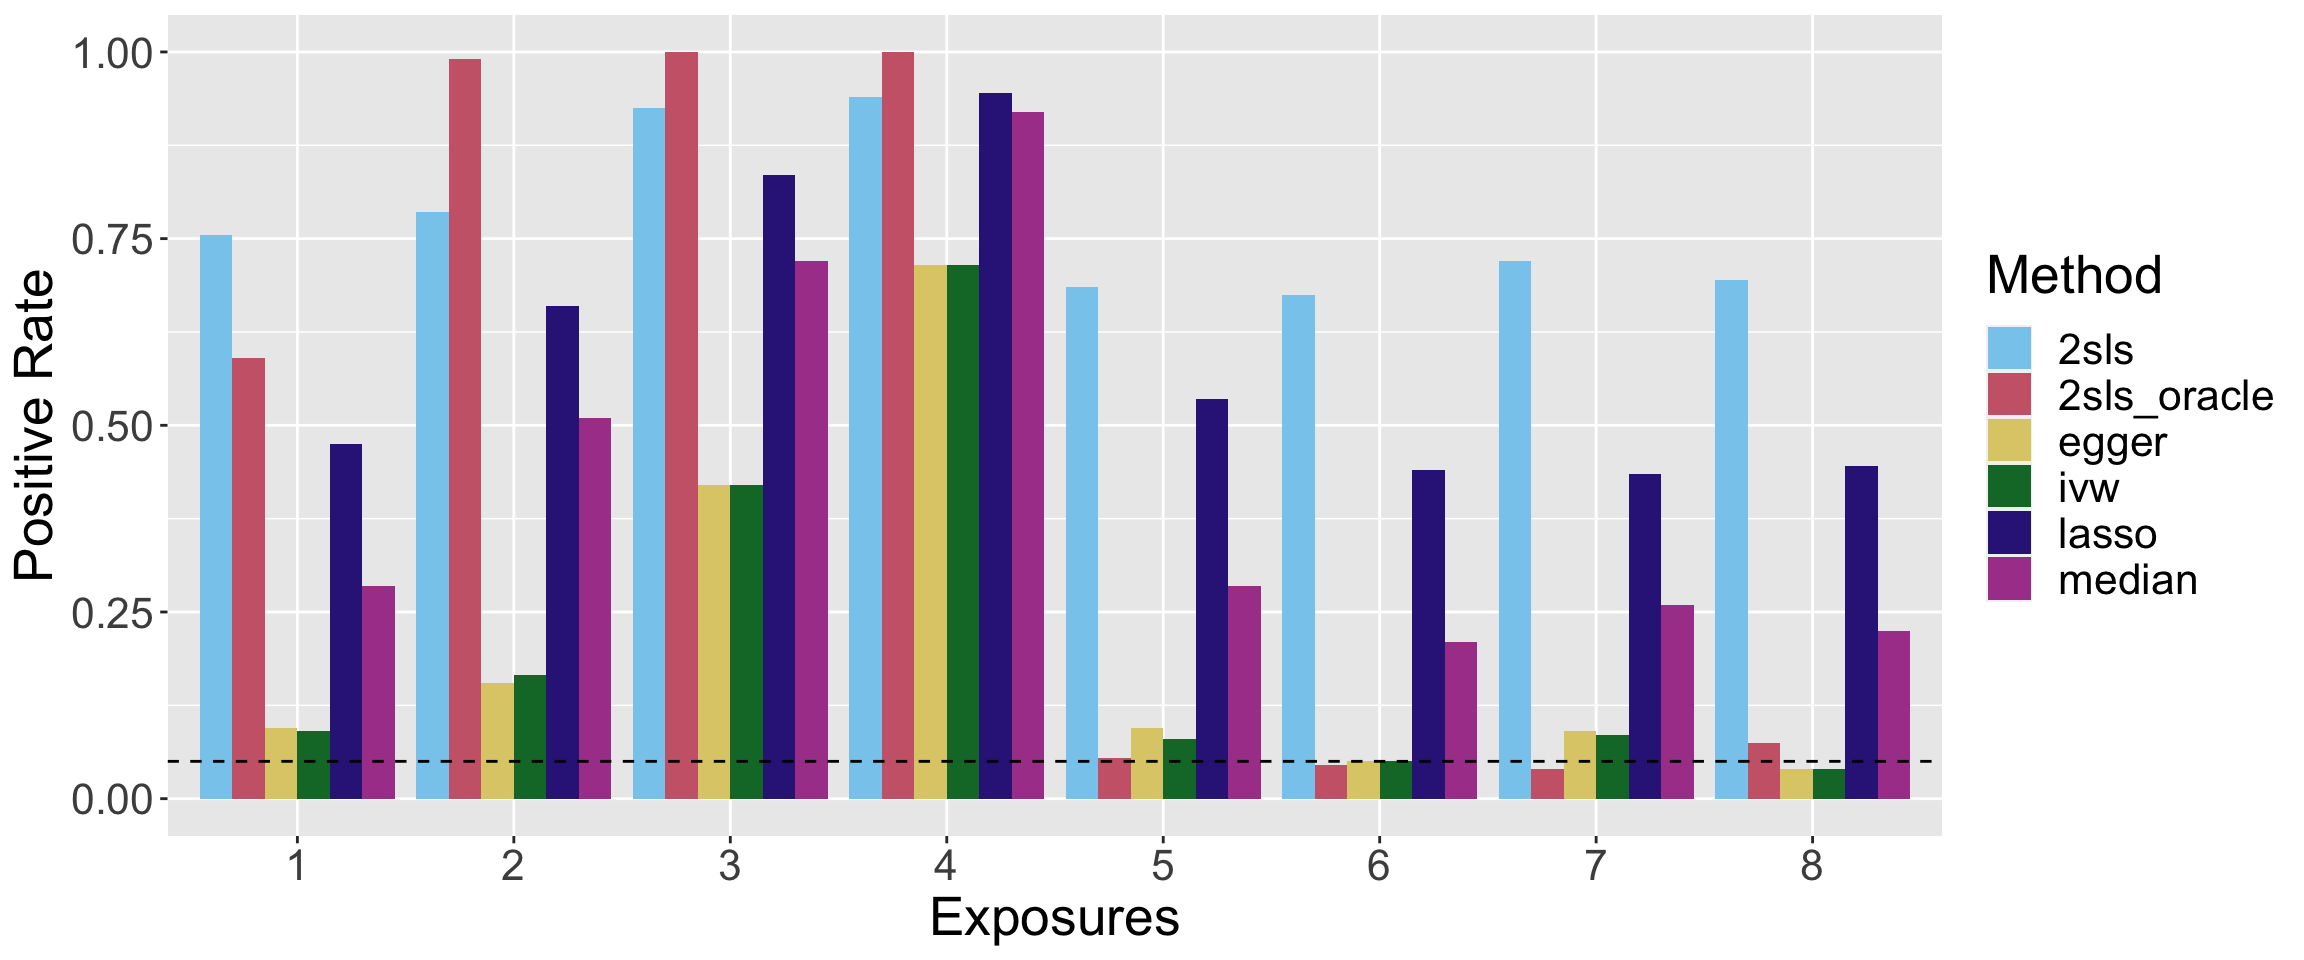 Positive Rate
1.00
0.75
0.50
0.25
0.00
1 2 3 4 5 6 7 8
Exposures
Method
2sls
2sls_oracle
egger
ivw
lasso
median